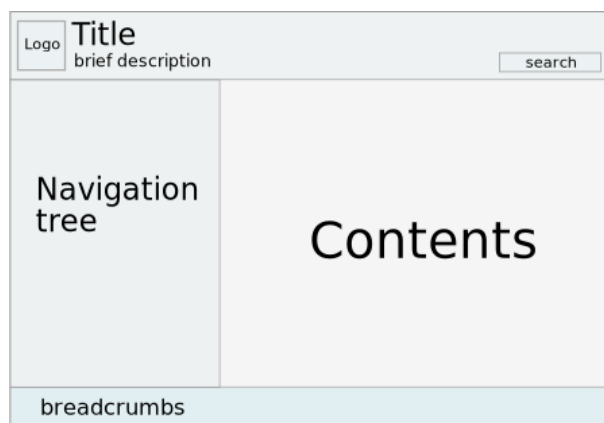 Logo
Title
brief description
search
Navigation
tree
Contents
breadcrumbs